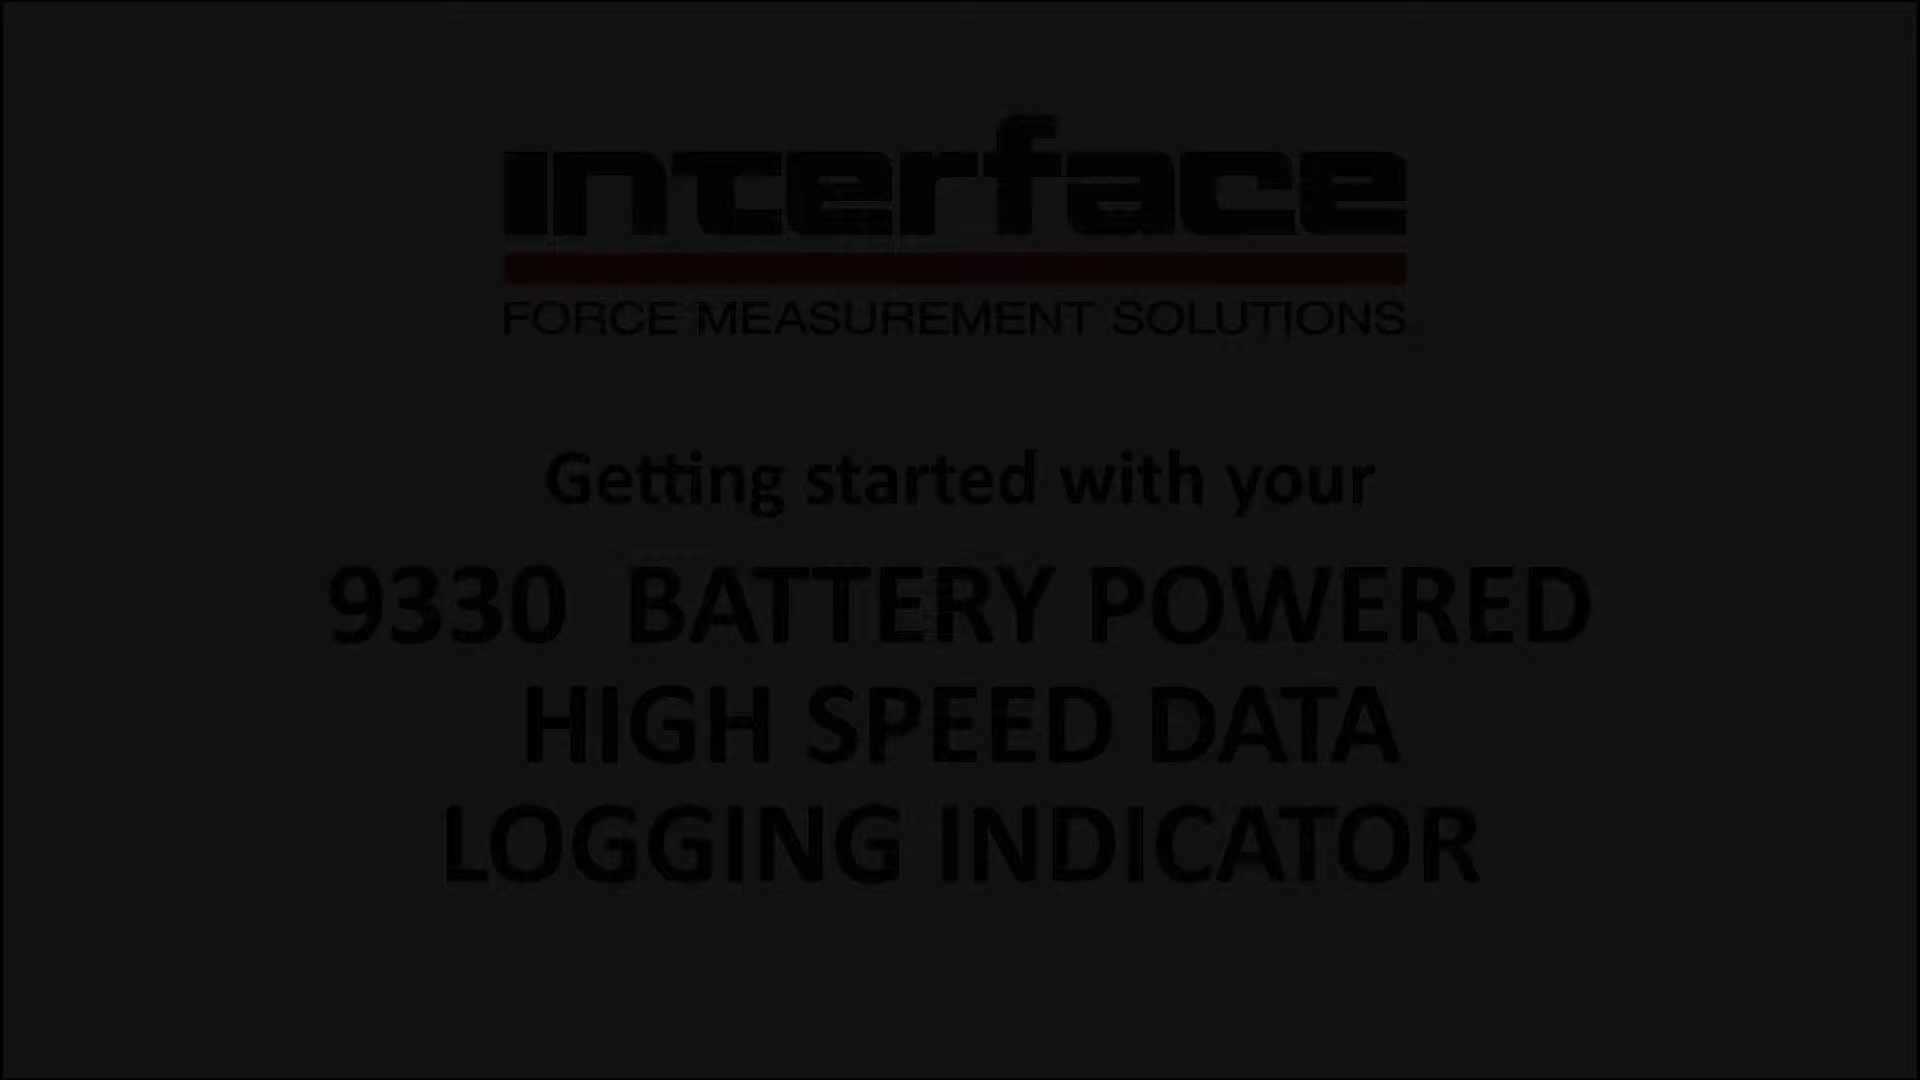 interface
FORCE MEASUREMENT SOLUTIONS
Getting started with your
9330 BATTERY POWERED
HIGH SPEED DATA
LOGGING INDICATOR